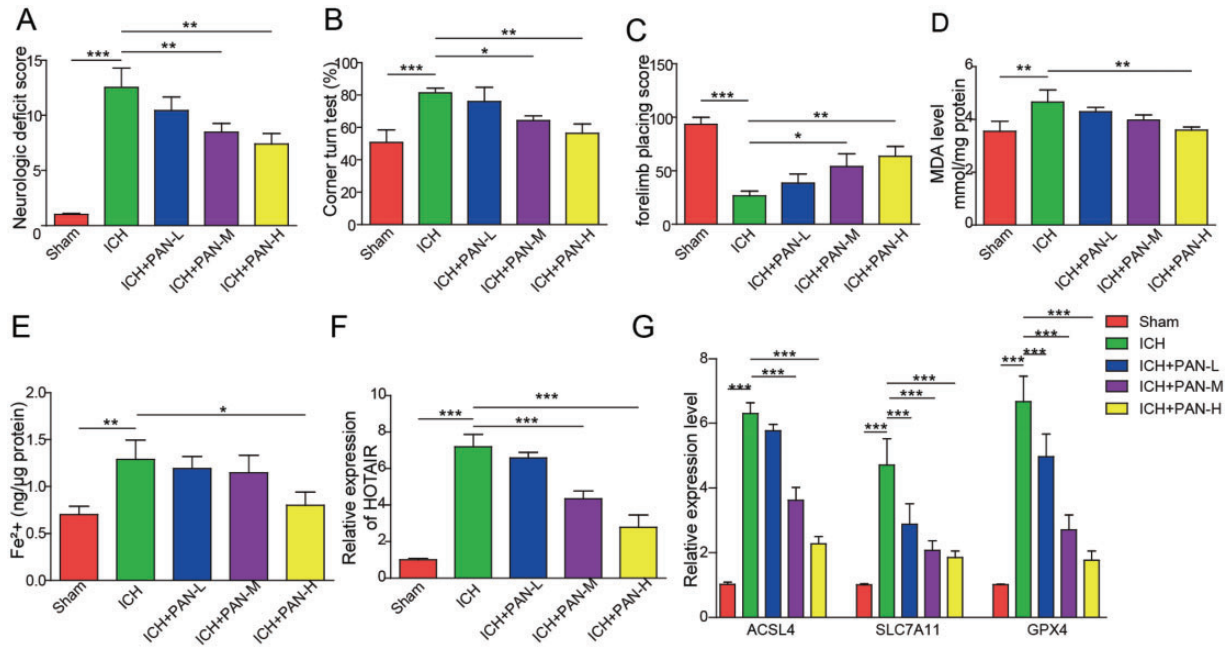 A
Neurologic deficit score
15
10
5
0
***
**
**
Sham
ICH
ICH+PAN-L
ICH+PAN-M
ICH+PAN-H
B
Corner turn test (%)
100
80
60
40
20
0
***
*
**
Sham
ICH
ICH+PAN-L
ICH+PAN-M
ICH+PAN-H
C
forelimb placing score
150
100
50
0
***
*
**
Sham
ICH
ICH+PAN-L
ICH+PAN-M
ICH+PAN-H
D
MDA level
mmol/mg protein
6
4
2
0
**
**
Sham
ICH
ICH+PAN-L
ICH+PAN-M
ICH+PAN-H
E
Fe²+ (ng/μg protein)
2.0
1.5
1.0
0.5
0.0
**
*
Sham
ICH
ICH+PAN-L
ICH+PAN-M
ICH+PAN-H
F
Relative expression
of HOTAIR
10
8
6
4
2
0
***
***
***
Sham
ICH
ICH+PAN-L
ICH+PAN-M
ICH+PAN-H
G
Relative expression level
8
6
4
2
0
***
***
***
***
***
***
***
***
***
***
***
ACSL4
SLC7A11
GPX4
Sham
ICH
ICH+PAN-L
ICH+PAN-M
ICH+PAN-H